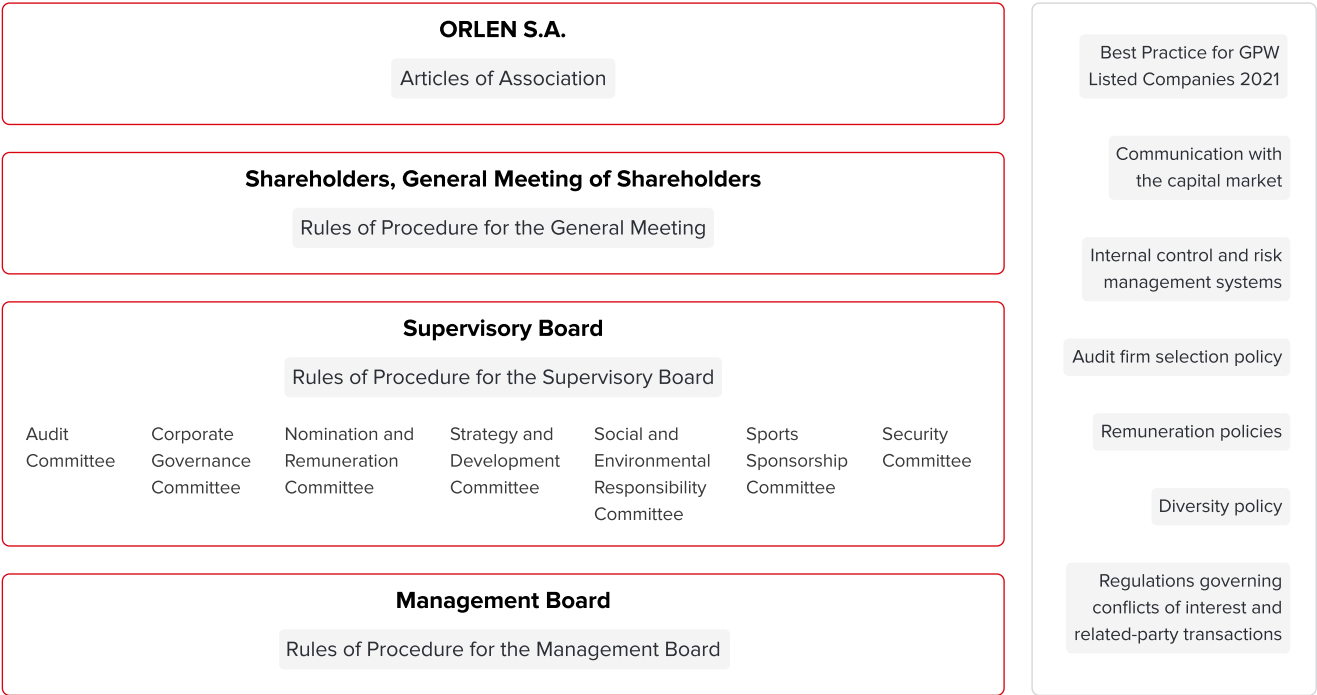 ORLEN S.A.
Articles of Association
Shareholders, General Meeting of Shareholders
Rules of Procedure for the General Meeting
Supervisory Board
Rules of Procedure for the Supervisory Board
Audit
Committee
Corporate
Governance
Committee
Nomination and
Remuneration
Committee
Strategy and
Development
Committee
Social and
Environmental
Responsibility
Committee
Sports
Sponsorship
Committee
Security
Committee
Management Board
Rules of Procedure for the Management Board
Best Practice for GPW
Listed Companies 2021
Communication with
the capital market
Internal control and risk
management systems
Audit firm selection policy
Remuneration policies
Diversity policy
Regulations governing
conflicts of interest and
related-party transactions